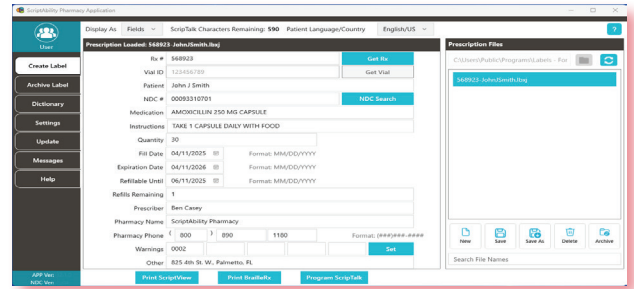 ScriptAbility Pharmacy Application
Display As Fields ScripTalk Characters Remaining: 590 Patient Language/Country English/US ?
User
Create Label
Archive Label
Dictionary
Settings
Update
Messages
Help
APP Ver:
NDC Ver:
Prescription Loaded: 568923-JohnJSmith.lbxj
Rx # 568923 Get Rx
Vial ID 123456789 Get Vial
Patient John J Smith
NDC # 00093310701 NDC Search
Medication AMOXICILLIN 250 MG CAPSULE
Instructions TAKE 1 CAPSULE DAILY WITH FOOD
Quantity 30
Fill Date 04/11/2025 Format: MM/DD/YYYY
Expiration Date 04/11/2026 Format: MM/DD/YYYY
Refillable Until 06/11/2025 Format: MM/DD/YYYY
Refills Remaining 1
Prescriber Ben Casey
Pharmacy Name ScriptAbility Pharmacy
Pharmacy Phone ( 800 ) 890 1180 Format: (###)###-####
Warnings 0002 Set
Other 825 4th St. W., Palmetto, FL
Print ScriptView Print BrailleRx Program ScripTalk
Prescription Files
C:\Users\Public\Programs\Labels - For
568923-JohnJSmith.lbxj
New Save Save As Delete Archive
Search File Names